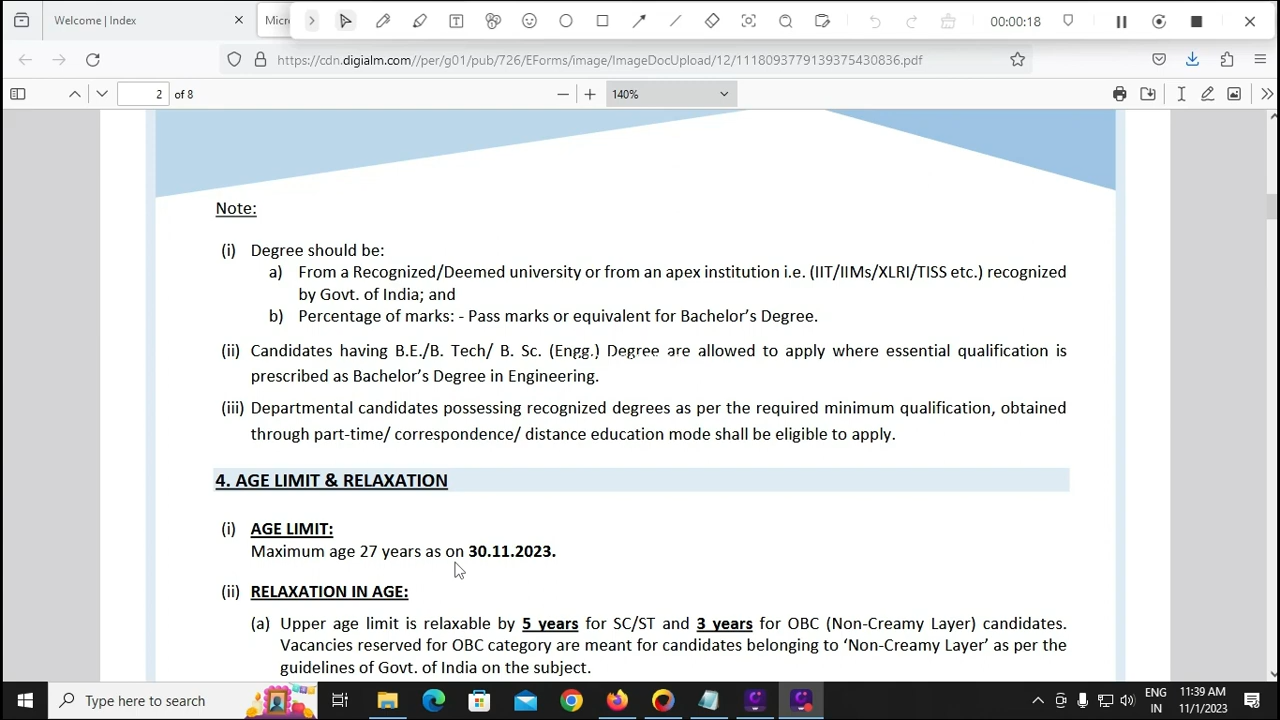 Welcome | Index
Micro
00:00:18
https://cdn.digialm.com//per/g01/pub/726/EForms/image/ImageDocUpload/12/1118093779139375430836.pdf
2 of 8
140%
Note:
(i) Degree should be:
a) From a Recognized/Deemed university or from an apex institution i.e. (IIT/IIMs/XLRI/TISS etc.) recognized
by Govt. of India; and
b) Percentage of marks: - Pass marks or equivalent for Bachelor's Degree.
(ii) Candidates having B.E./B. Tech/ B. Sc. (Engg.) Degree are allowed to apply where essential qualification is
prescribed as Bachelor's Degree in Engineering.
(iii) Departmental candidates possessing recognized degrees as per the required minimum qualification, obtained
through part-time/ correspondence/ distance education mode shall be eligible to apply.
4. AGE LIMIT & RELAXATION
(i) AGE LIMIT:
Maximum age 27 years as on 30.11.2023.
(ii) RELAXATION IN AGE:
(a) Upper age limit is relaxable by 5 years for SC/ST and 3 years for OBC (Non-Creamy Layer) candidates.
Vacancies reserved for OBC category are meant for candidates belonging to 'Non-Creamy Layer' as per the
guidelines of Govt. of India on the subject.
Type here to search
ENG
IN
11:39 AM
11/1/2023